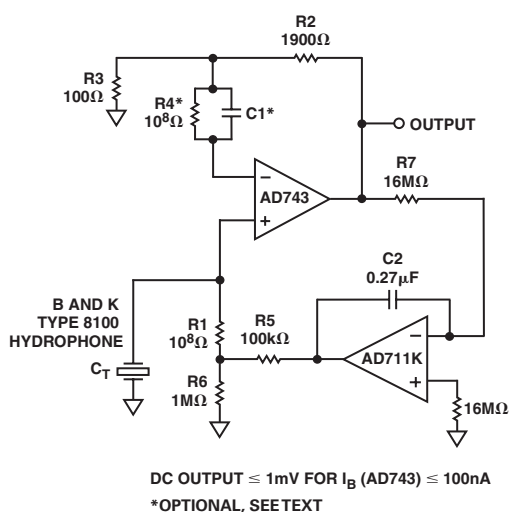 R2
1900Ω
R3
100Ω
R4*
10⁸Ω
C1*
OUTPUT
R7
16MΩ
−
AD743
+
C2
0.27µF
B AND K
TYPE 8100
HYDROPHONE
R1
10⁸Ω
R5
100kΩ
−
AD711K
+
C_T
R6
1MΩ
16MΩ
DC OUTPUT ≤ 1mV FOR I_B (AD743) ≤ 100nA
*OPTIONAL, SEE TEXT